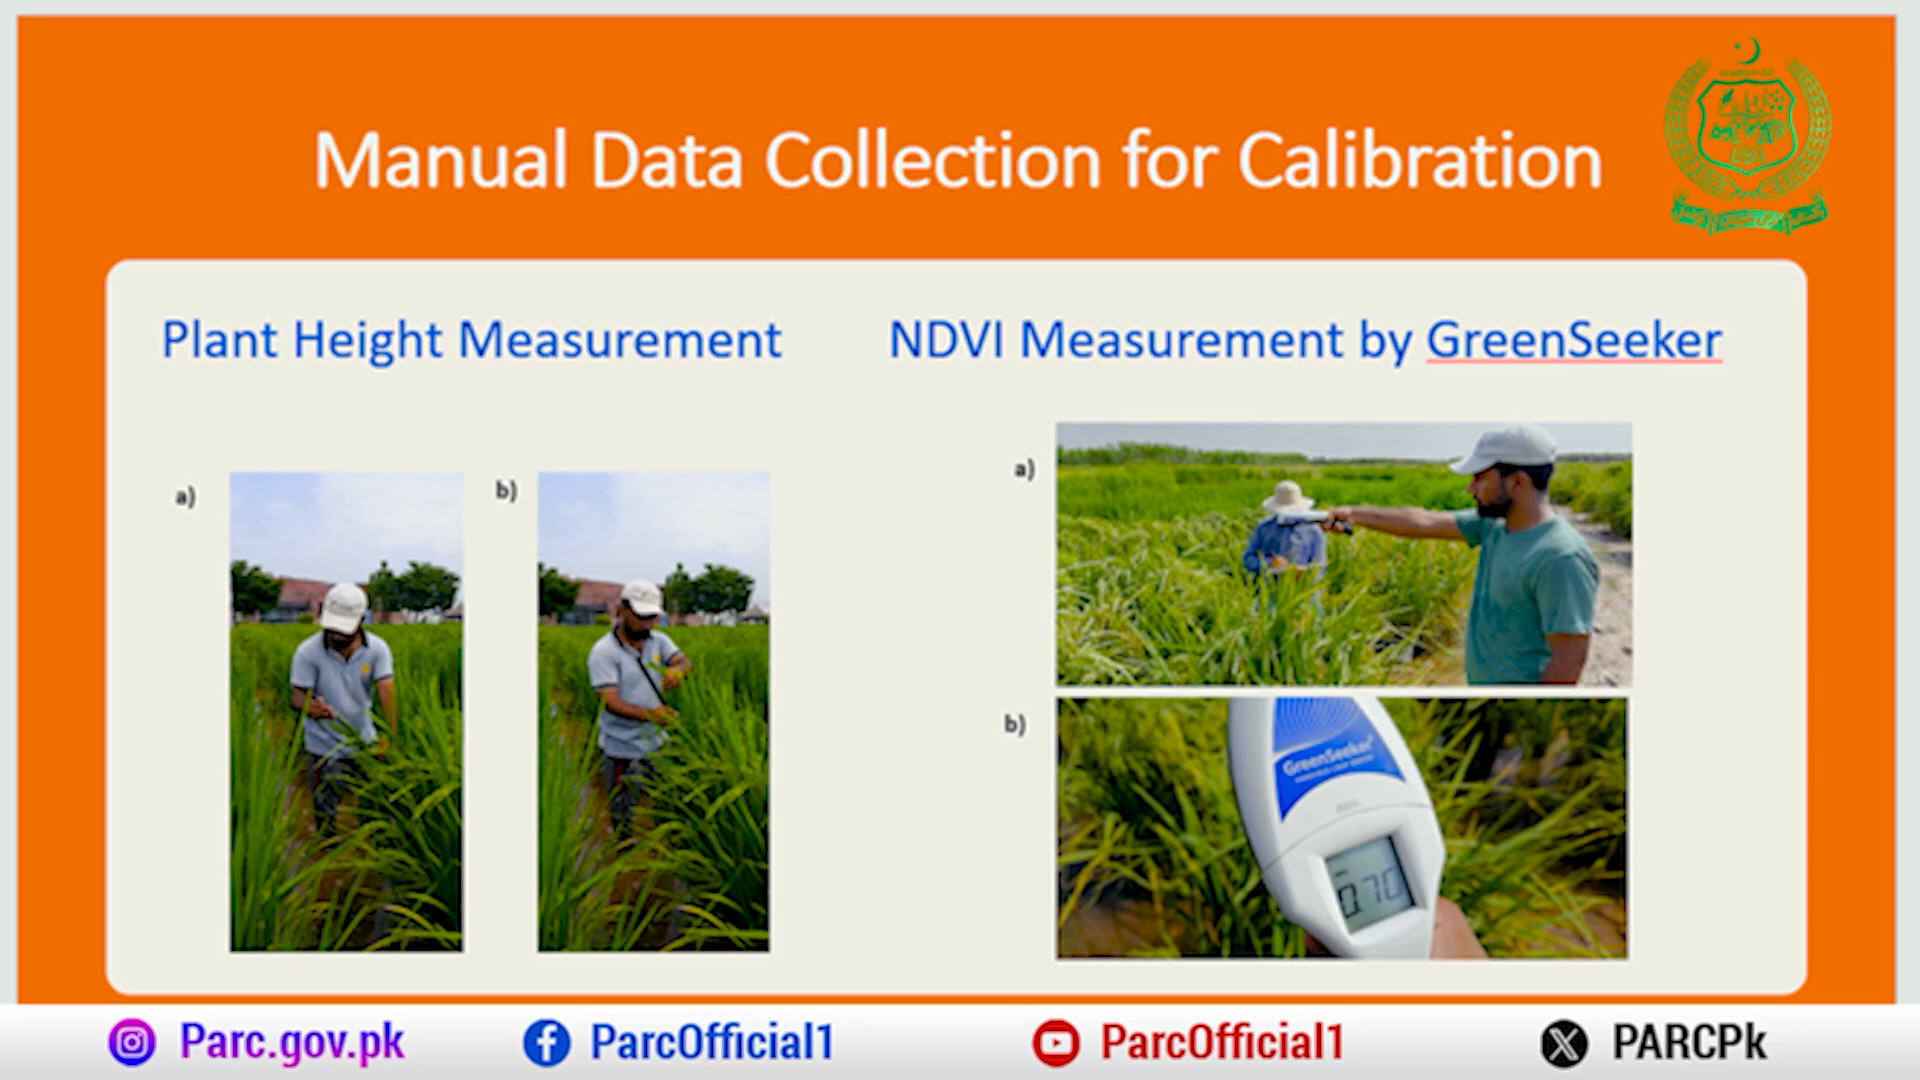 Manual Data Collection for Calibration
Plant Height Measurement
NDVI Measurement by GreenSeeker
a)
b)
a)
b)
GreenSeeker
0.70
Parc.gov.pk
ParcOfficial1
ParcOfficial1
PARCPk